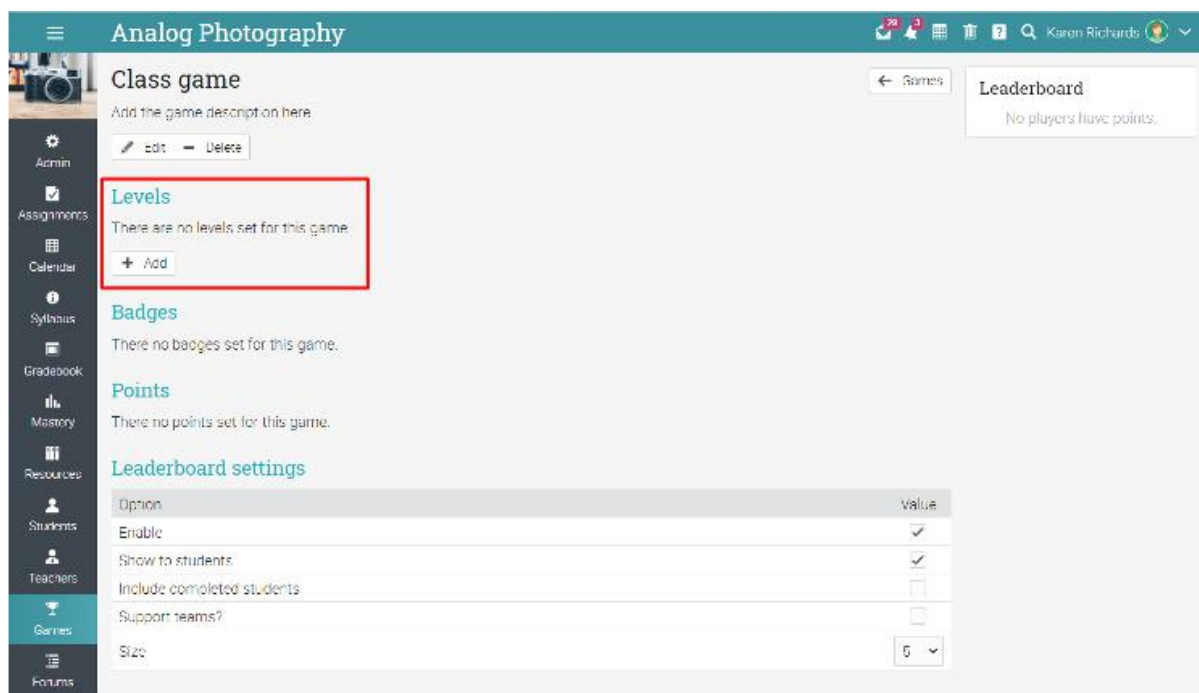 Analog Photography
28
3
Karen Richards
Class game
Games
Add the game description here
Edit
Delete
Leaderboard
No players have points.
Admin
Assignments
Calendar
Syllabus
Gradebook
Mastery
Resources
Students
Teachers
Games
Forums
Levels
There are no levels set for this game
+ Add
Badges
There no badges set for this game.
Points
There no points set for this game.
Leaderboard settings
Option Value
Enable
Show to students
Include completed students
Support teams?
Size 5